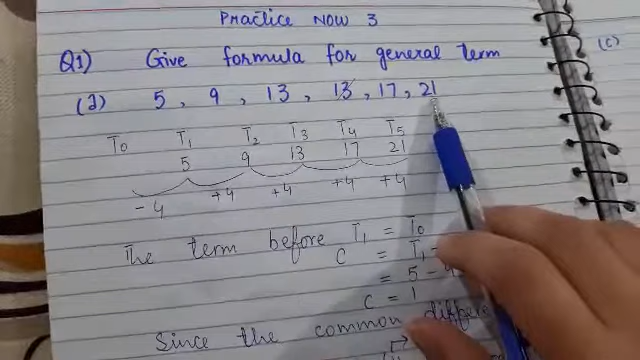 Practice Now 3
(c)
Q1) Give formula for general term
(I) 5, 9, 13, 13, 17, 21
T0 T1 T2 T3 T4 T5
5 9 13 17 21
-4 +4 +4 +4 +4
The term before T1 = T0
C = T1 -
= 5 - 4
C = 1
Since the common differe